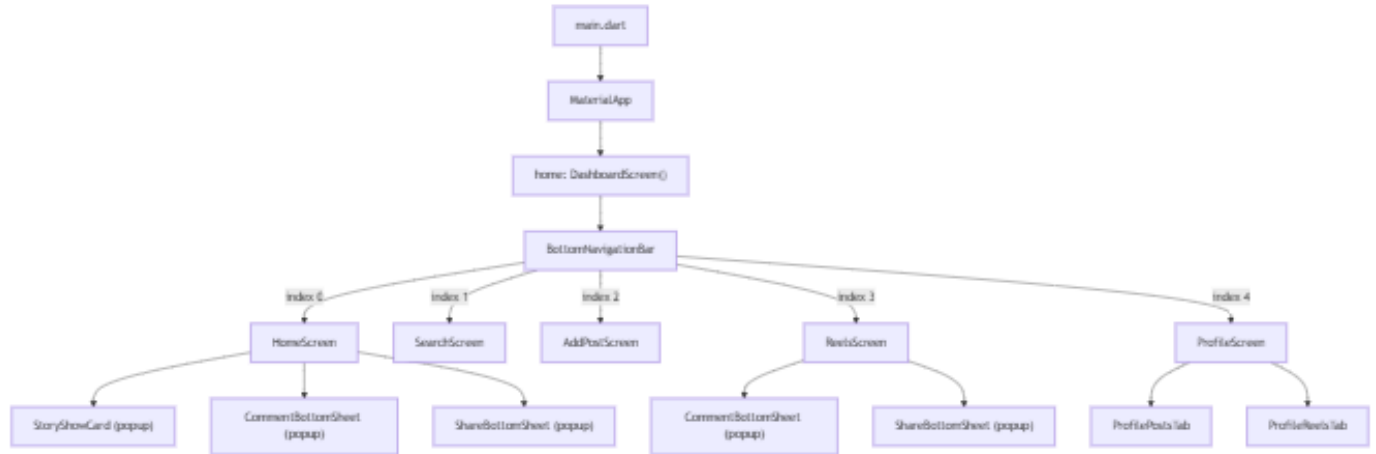 main.dart
MaterialApp
home: DashboardScreen()
BottomNavigationBar
index 0
index 1
index 2
index 3
index 4
HomeScreen
SearchScreen
AddPostScreen
ReelsScreen
ProfileScreen
StoryShowCard (popup)
CommentBottomSheet
(popup)
ShareBottomSheet (popup)
CommentBottomSheet
(popup)
ShareBottomSheet (popup)
ProfilePostsTab
ProfileReelsTab